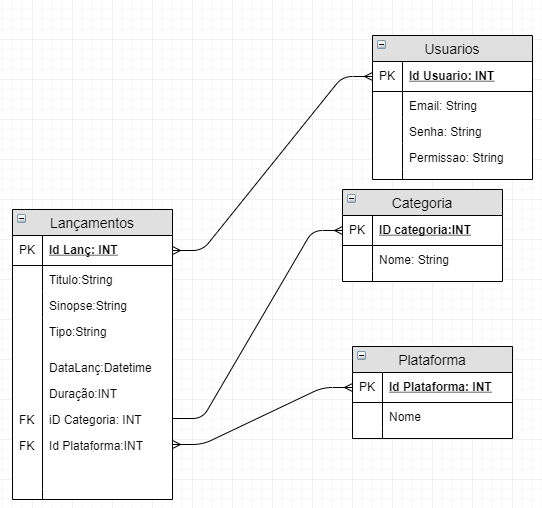 Usuarios
PK Id Usuario: INT
Email: String
Senha: String
Permissao: String
Categoria
PK ID categoria:INT
Nome: String
Lançamentos
PK Id Lanç: INT
Titulo:String
Sinopse:String
Tipo:String
DataLanç:Datetime
Duração:INT
FK iD Categoria: INT
FK Id Plataforma:INT
Plataforma
PK Id Plataforma: INT
Nome